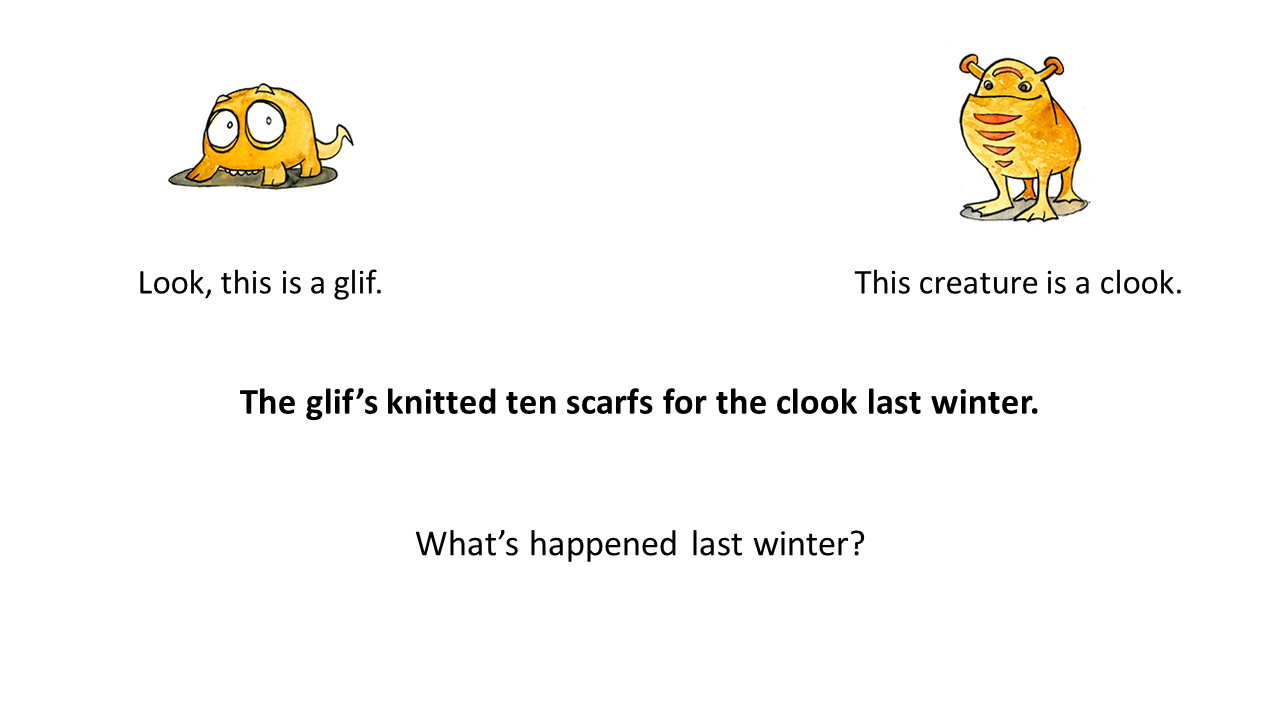 Look, this is a glif.
This creature is a clook.
The glif’s knitted ten scarfs for the clook last winter.
What’s happened last winter?